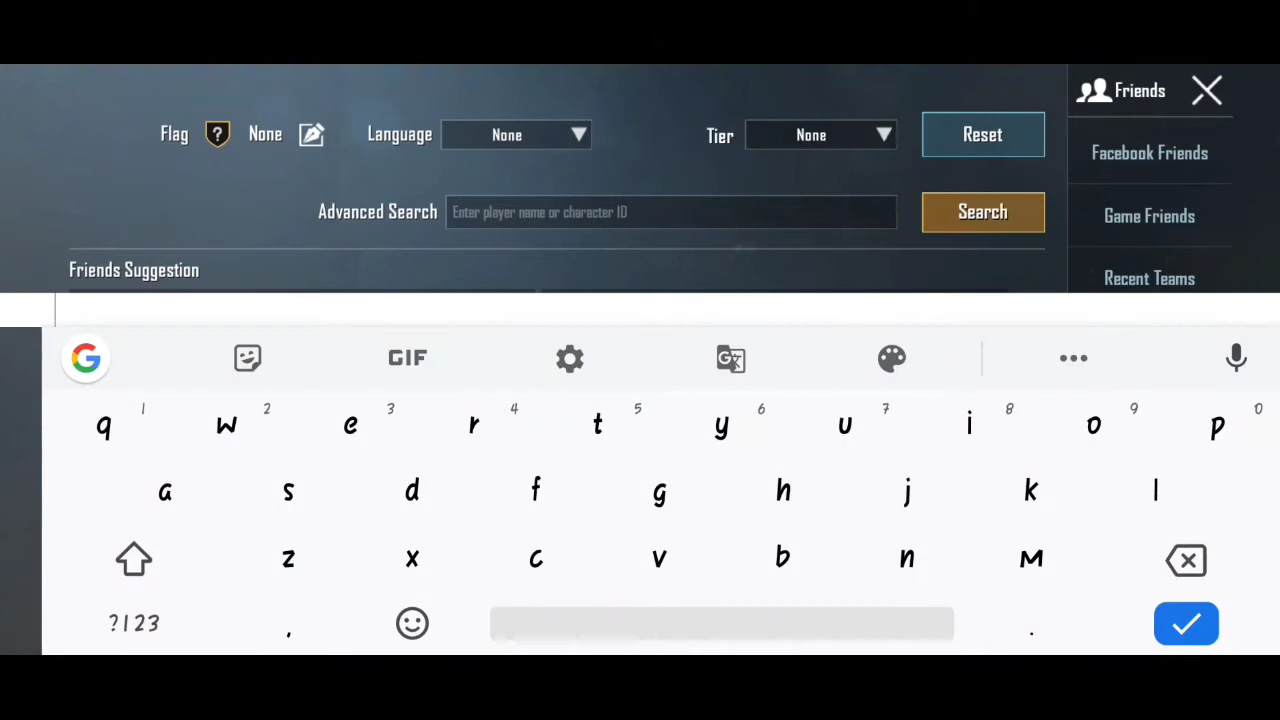 Friends
Flag ? None Language None Tier None Reset
Facebook Friends
Advanced Search Enter player name or character ID Search
Game Friends
Friends Suggestion
Recent Teams
G GIF G
1 2 3 4 5 6 7 8 9 0
q w e r t y u i o p
a s d f g h j k l
z x c v b n m
?123 , .